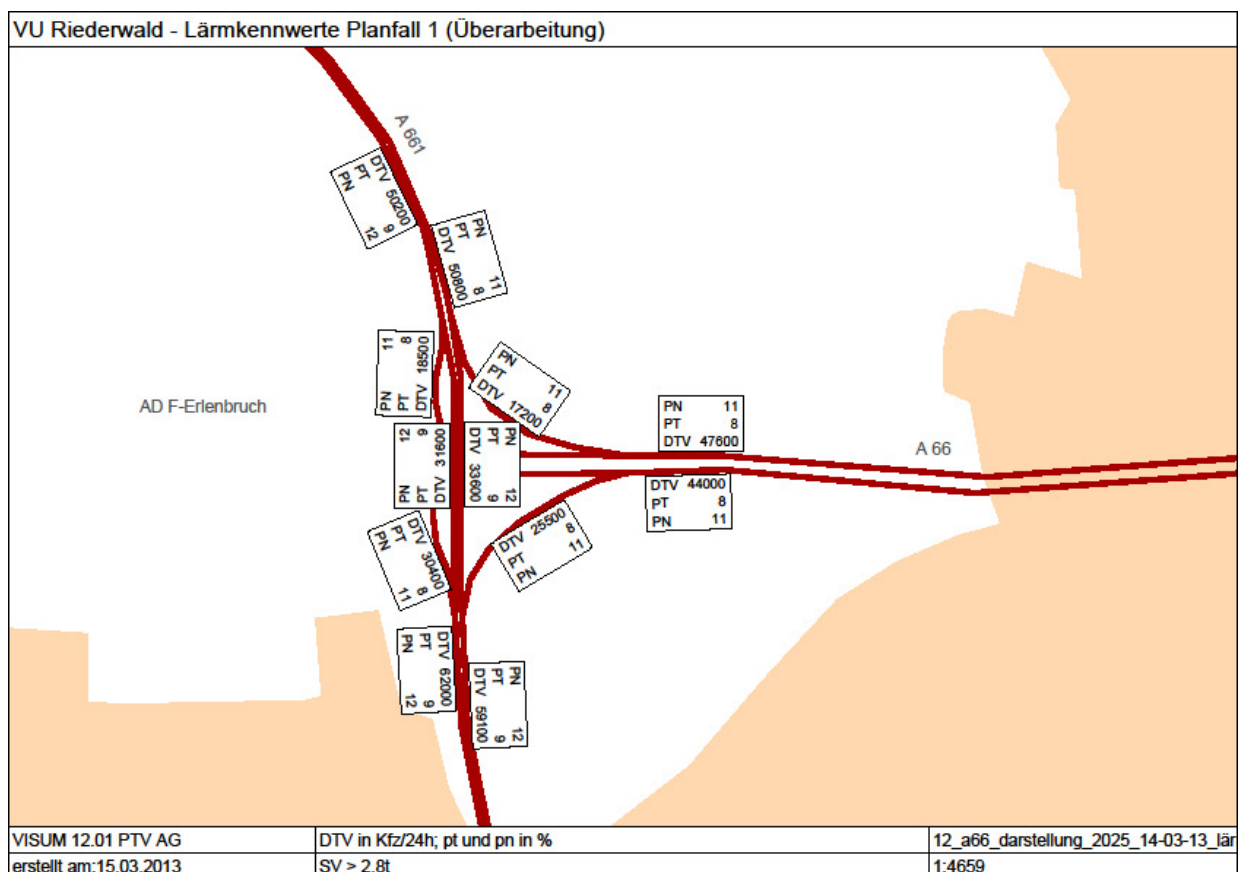 VU Riederwald - Lärmkennwerte Planfall 1 (Überarbeitung)
A 661
DTV 50200
PT 9
PN 12
PN 11
PT 8
DTV 50800
PN 11
PT 8
DTV 18500
PN 11
PT 8
DTV 17200
AD F-Erlenbruch
PN 11
PT 8
DTV 47600
A 66
PN 12
PT 9
DTV 31600
PN 12
PT 9
DTV 33600
DTV 44000
PT 8
PN 11
DTV 25500
PT 8
PN 11
DTV 30400
PT 8
PN 11
DTV 62000
PT 9
PN 12
PN 12
PT 9
DTV 59100
VISUM 12.01 PTV AG
DTV in Kfz/24h; pt und pn in %
12_a66_darstellung_2025_14-03-13_lär
erstellt am:15.03.2013
SV > 2.8t
1:4659